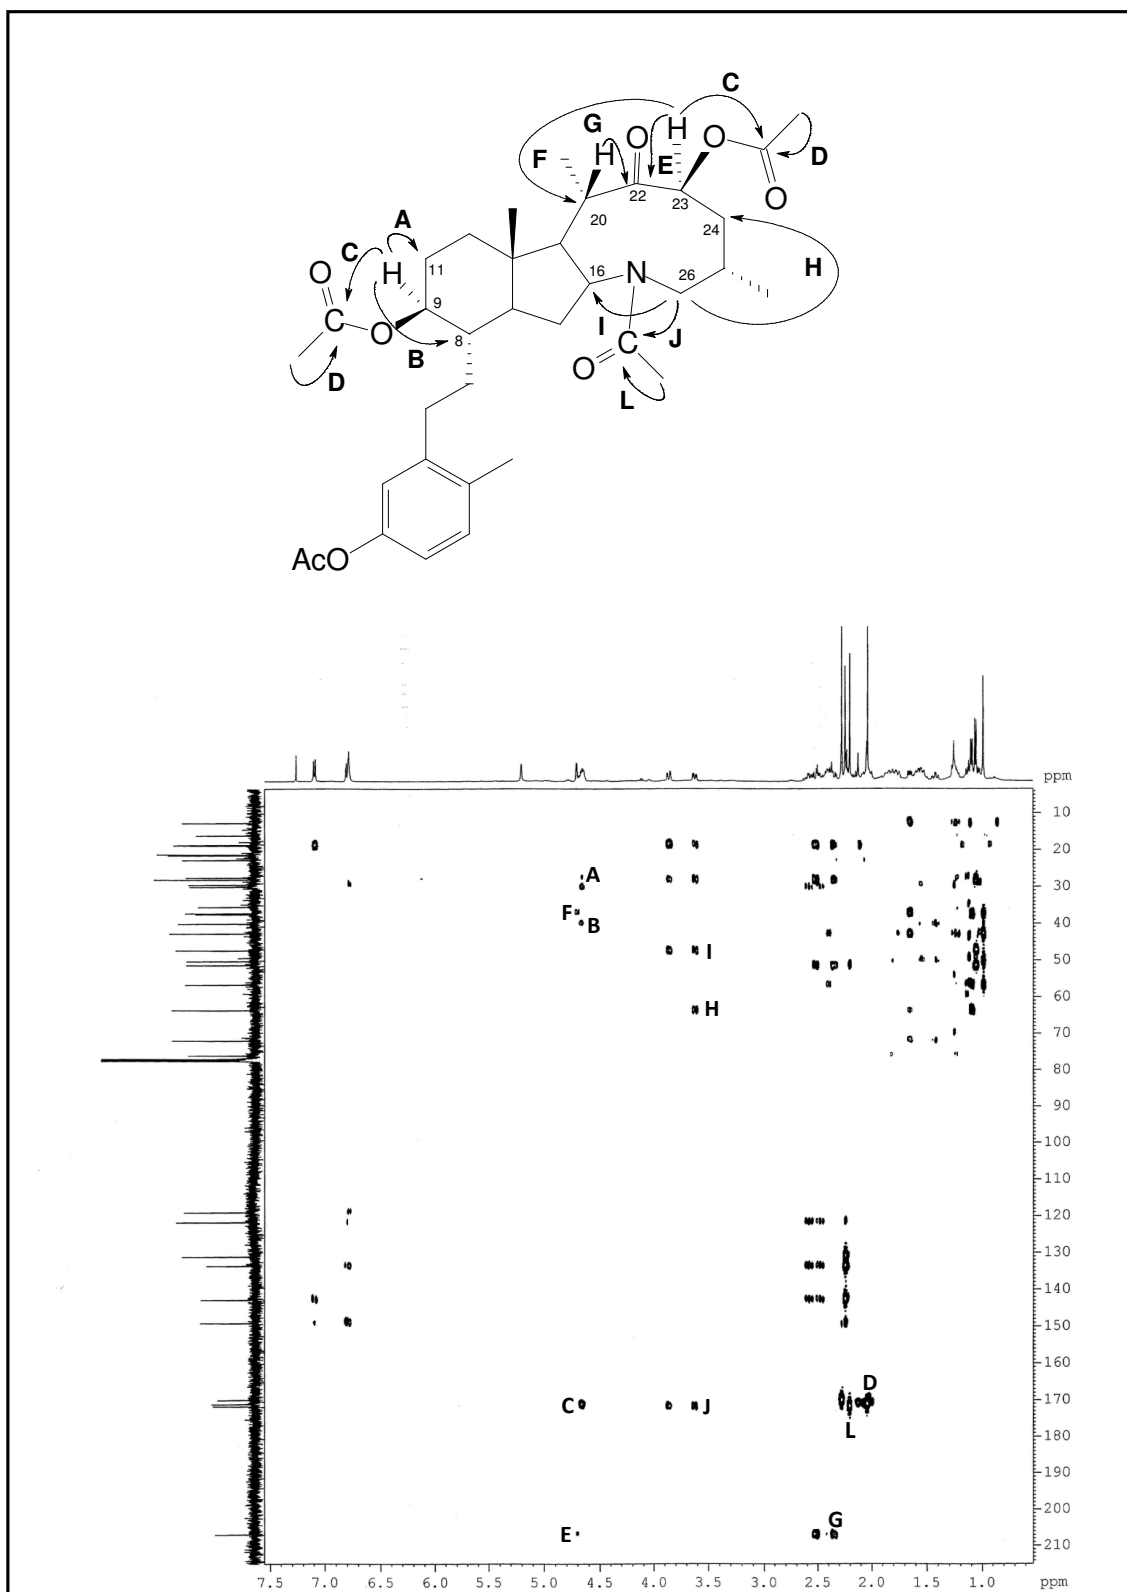 C
G
H
O
O
F
H
E
D
22
23
O
20
A
24
C
11
H
16
N
26
H
O
9
C
O
8
B
I
C
J
D
O
L
AcO
ppm
10
20
A
30
F
B
40
I
50
60
H
70
80
90
100
110
120
130
140
150
160
D
C
J
170
L
180
190
200
G
E
210
7.5 7.0 6.5 6.0 5.5 5.0 4.5 4.0 3.5 3.0 2.5 2.0 1.5 1.0 ppm